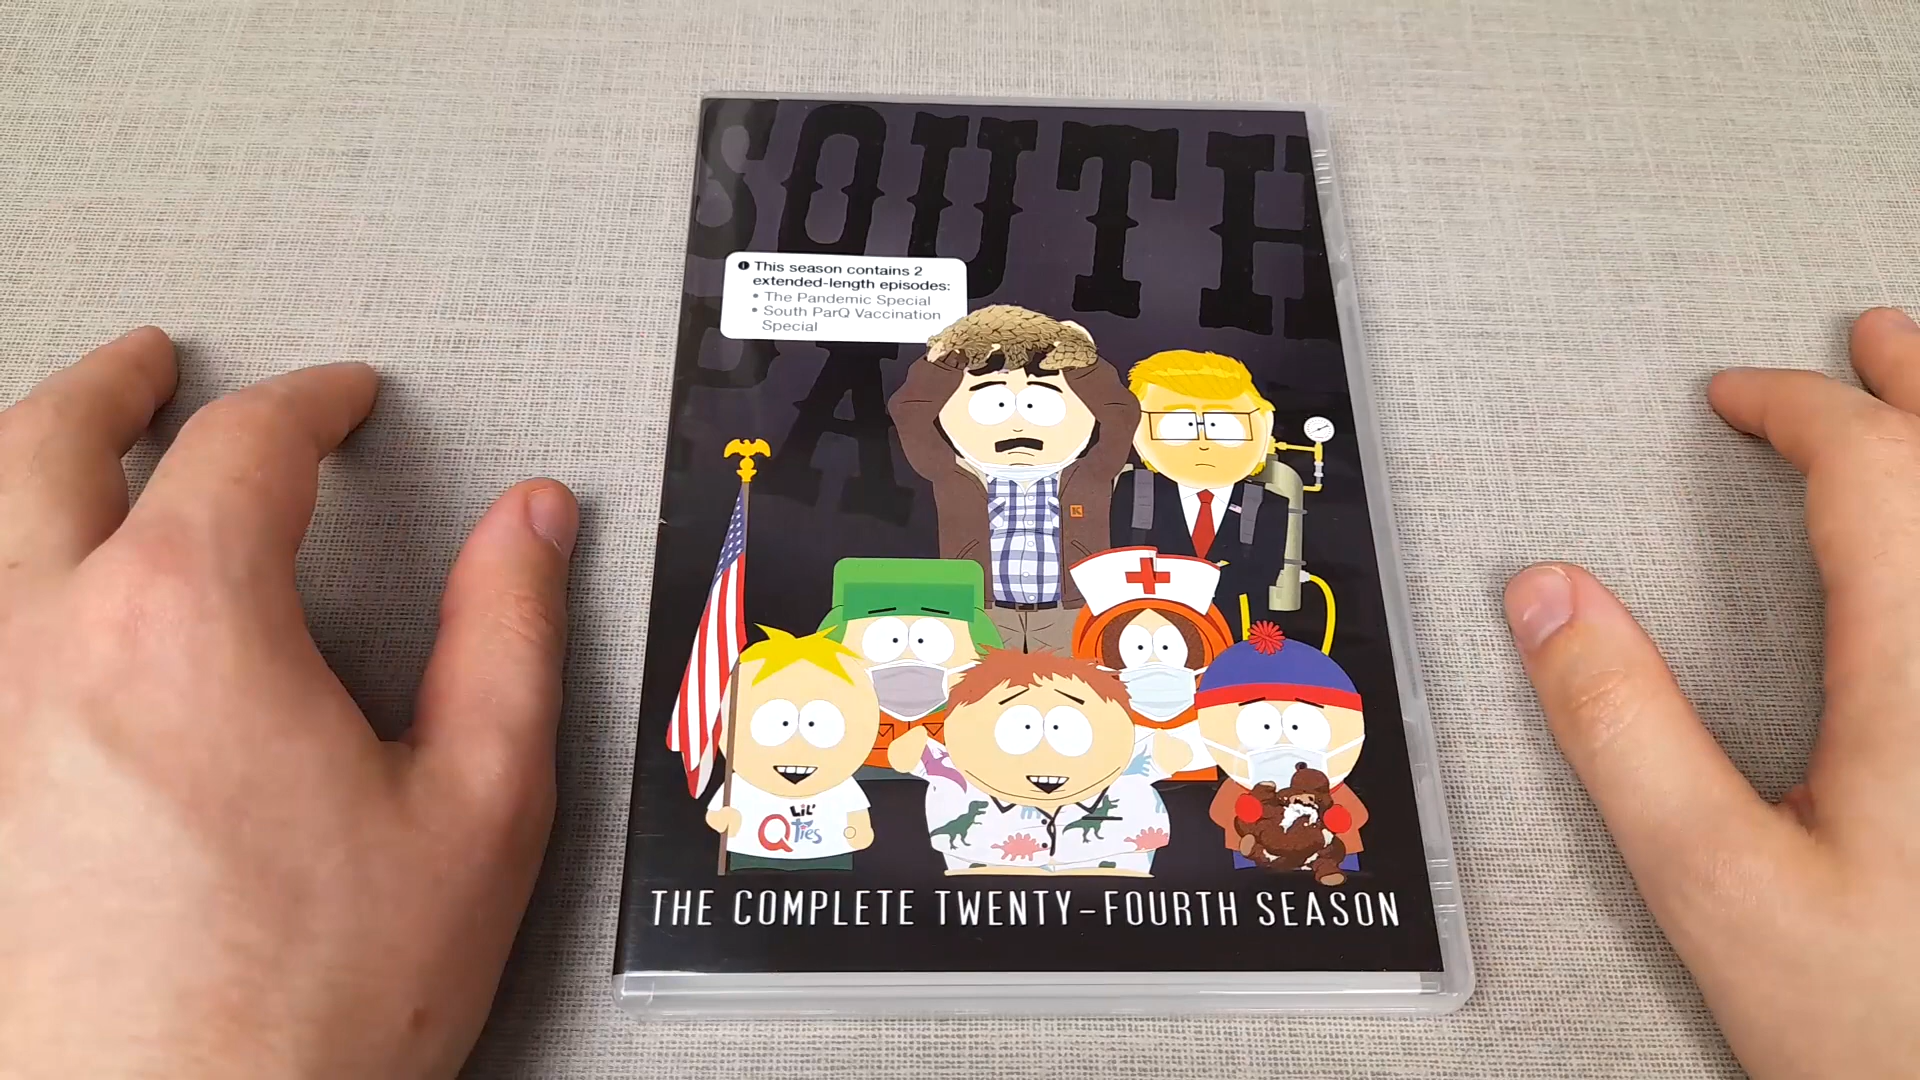 SOUTH
PA
This season contains 2
extended-length episodes:
• The Pandemic Special
• South ParQ Vaccination
Special
K
LiL'
Qties
THE COMPLETE TWENTY-FOURTH SEASON